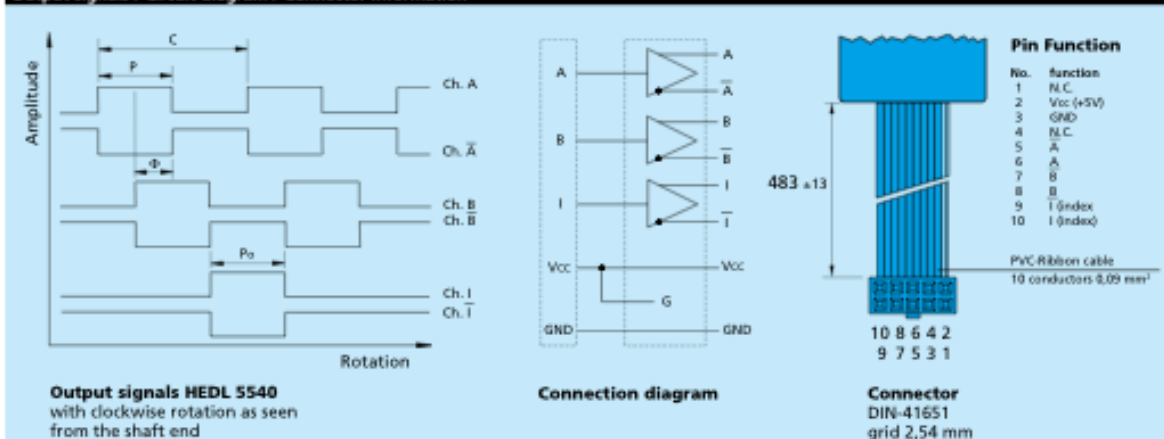 Amplitude
C
P
Ch. A
Ch. A̅
Φ
Ch. B
Ch. B̅
Po
Ch. I
Ch. I̅
Rotation
Output signals HEDL 5540
with clockwise rotation as seen
from the shaft end
A
A
A̅
B
B
B̅
I
I
I̅
Vcc
Vcc
G
GND
GND
Connection diagram
483 ±13
Pin Function
No. function
1 N.C.
2 Vcc (+5V)
3 GND
4 N.C.
5 A̅
6 A
7 B̅
8 B
9 I̅ (index
10 I (index)
PVC-Ribbon cable
10 conductors 0,09 mm²
10 8 6 4 2
9 7 5 3 1
Connector
DIN-41651
grid 2,54 mm